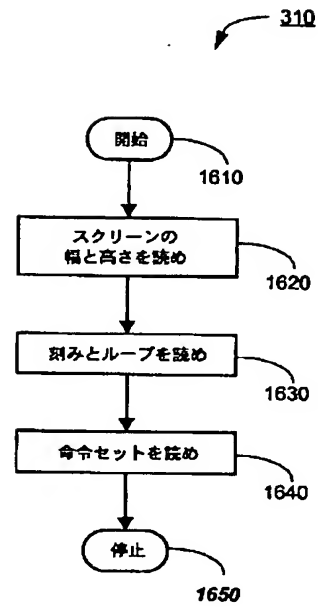 310
開始
1610
スクリーンの
幅と高さを読め
1620
刻みとループを読め
1630
命令セットを読め
1640
停止
1650